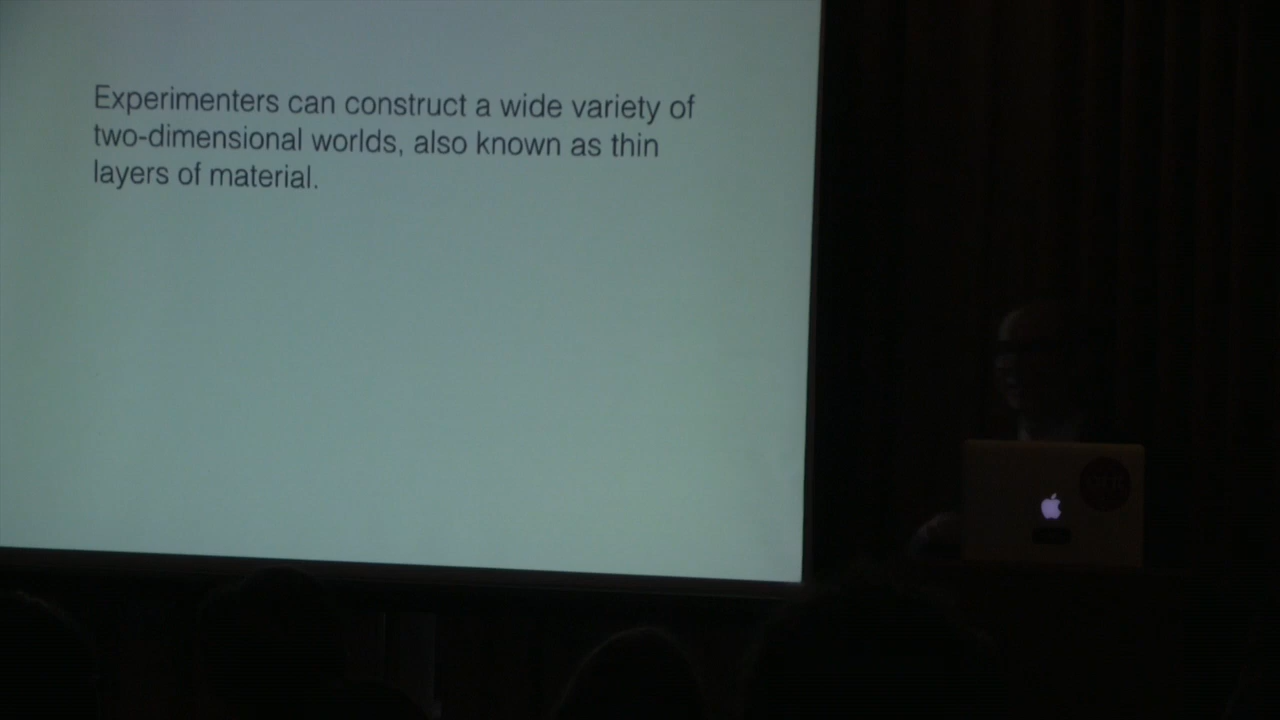 Experimenters can construct a wide variety of
two-dimensional worlds, also known as thin
layers of material.